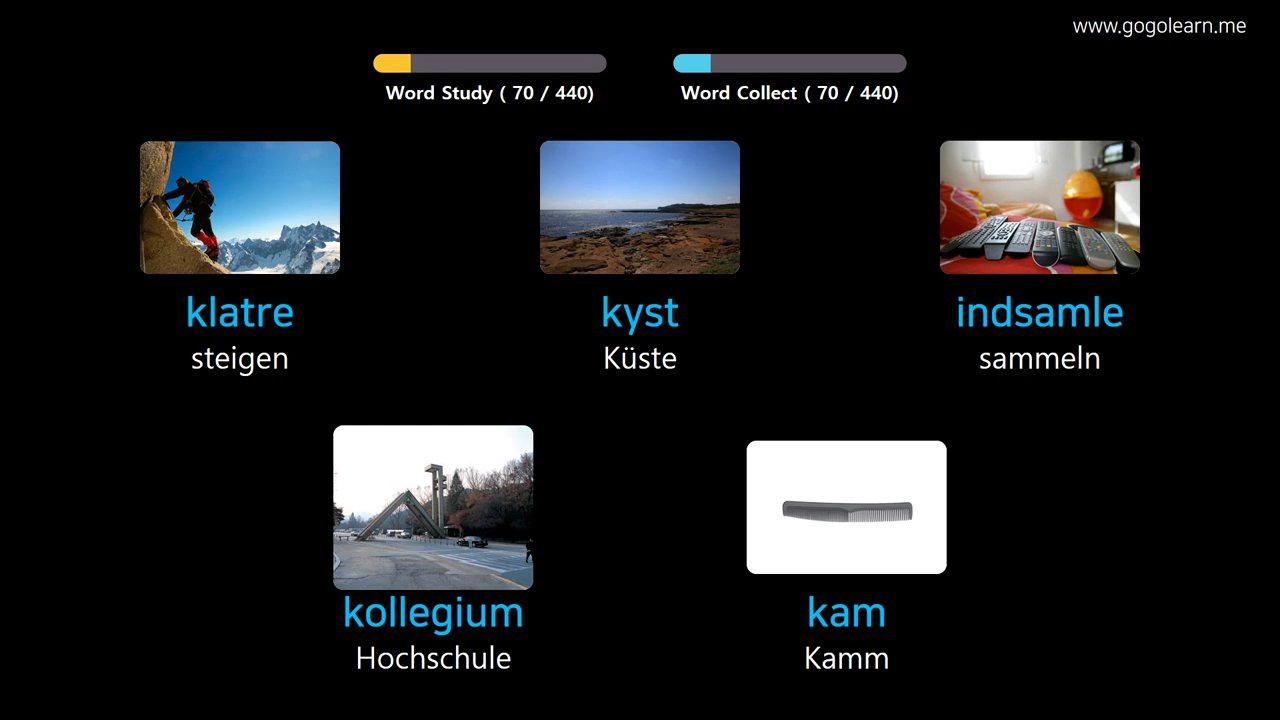 www.gogolearn.me
Word Study ( 70 / 440)
Word Collect ( 70 / 440)
klatre
steigen
kyst
Küste
indsamle
sammeln
kollegium
Hochschule
kam
Kamm